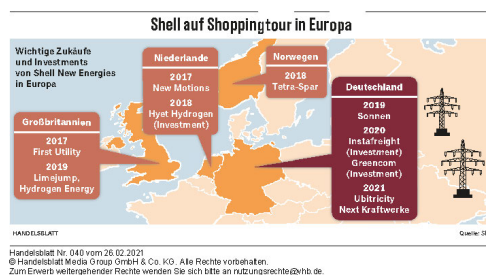 Shell auf Shoppingtour in Europa
Wichtige Zukäufe
und Investments
von Shell New Energies
in Europa
Niederlande
2017
New Motions
2018
Hyet Hydrogen
(Investment)
Norwegen
2018
Tetra-Spar
Großbritannien
2017
First Utility
2019
Limejump,
Hydrogen Energy
Deutschland
2019
Sonnen
2020
Instafreight
(Investment)
Greencom
(Investment)
2021
Ubitricity
Next Kraftwerke
HANDELSBLATT
Quelle:
Handelsblatt Nr. 040 vom 26.02.2021
© Handelsblatt Media Group GmbH & Co. KG. Alle Rechte vorbehalten.
Zum Erwerb weitergehender Rechte wenden Sie sich bitte an nutzungsrechte@vhb.de.